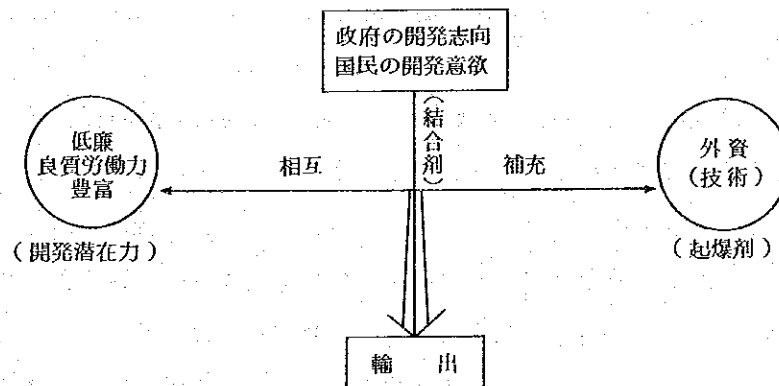 政府の開発志向
国民の開発意欲
（結合剤）
低廉
良質労働力
豊富
相互
補充
外資
（技術）
（開発潜在力）
（起爆剤）
輸出